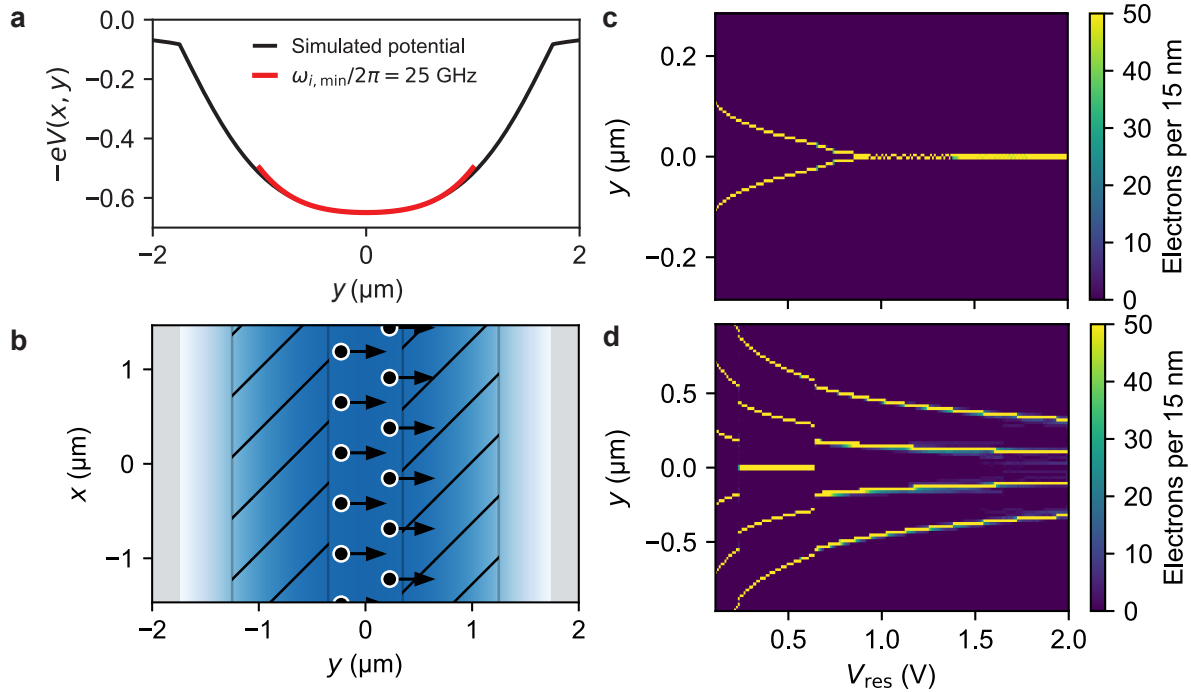 a
0.0
−0.2
−0.4
−0.6
−eV(x, y)
Simulated potential
ω_{i, min}/2π = 25 GHz
−2
0
2
y (μm)
b
1
0
−1
x (μm)
−2
−1
0
1
2
y (μm)
c
0.2
0.0
−0.2
y (μm)
50
40
30
20
10
0
Electrons per 15 nm
d
0.5
0.0
−0.5
y (μm)
0.5
1.0
1.5
2.0
V_{res} (V)
50
40
30
20
10
0
Electrons per 15 nm